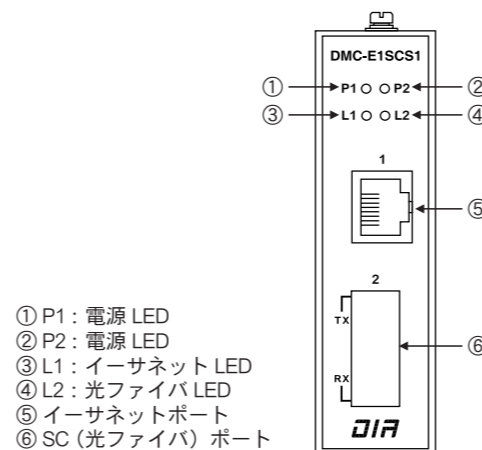 DMC-E1SCS1
① P1 P2 ②
③ L1 L2 ④
1
⑤
2
TX
⑥
RX
DIA
① P1：電源 LED
② P2：電源 LED
③ L1：イーサネット LED
④ L2：光ファイバ LED
⑤ イーサネットポート
⑥ SC（光ファイバ）ポート